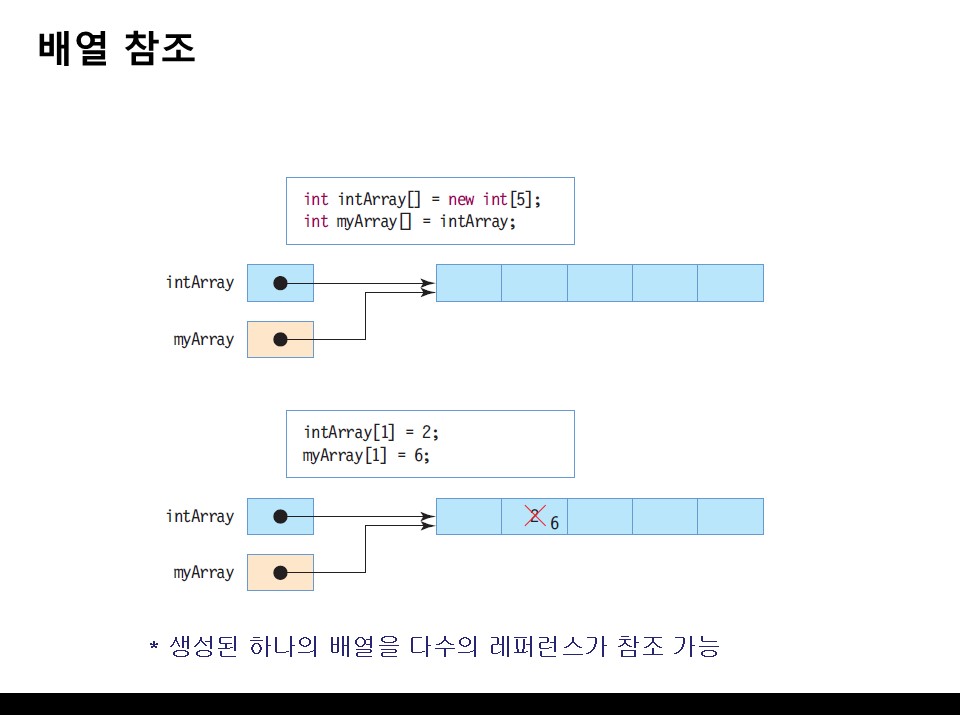 배열 참조
int intArray[] = new int[5];
int myArray[] = intArray;
intArray
myArray
intArray[1] = 2;
myArray[1] = 6;
intArray
2 6
myArray
* 생성된 하나의 배열을 다수의 레퍼런스가 참조 가능